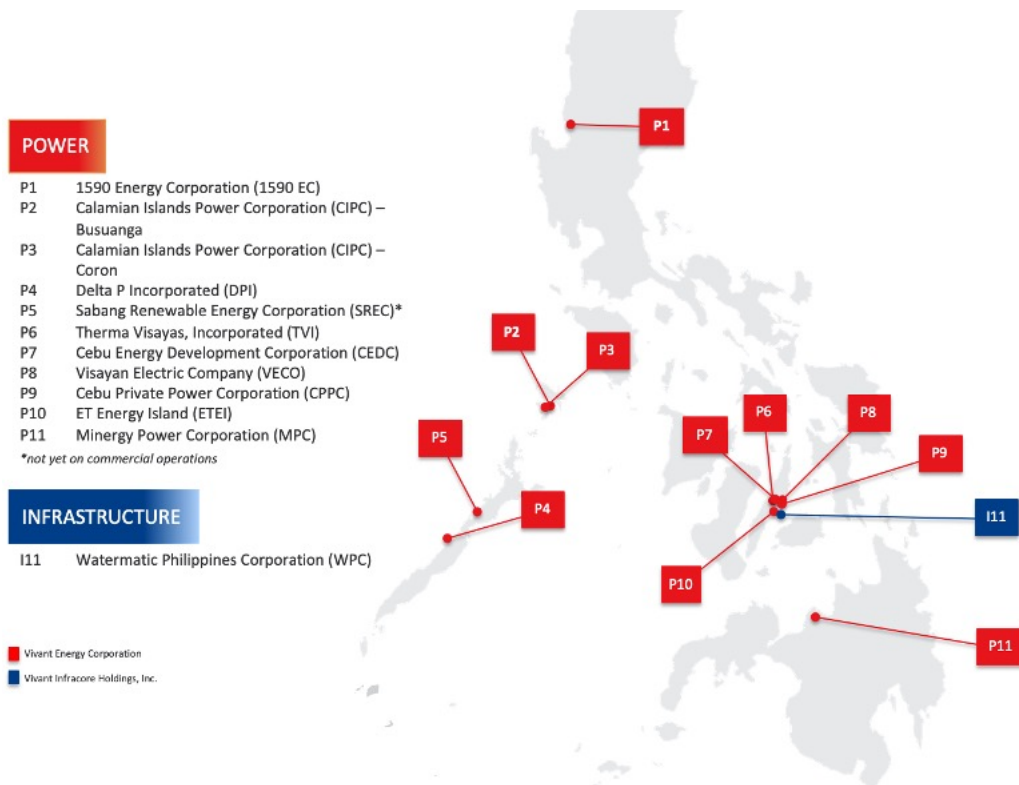 POWER
P1 1590 Energy Corporation (1590 EC)
P2 Calamian Islands Power Corporation (CIPC) –
Busuanga
P3 Calamian Islands Power Corporation (CIPC) –
Coron
P4 Delta P Incorporated (DPI)
P5 Sabang Renewable Energy Corporation (SREC)*
P6 Therma Visayas, Incorporated (TVI)
P7 Cebu Energy Development Corporation (CEDC)
P8 Visayan Electric Company (VECO)
P9 Cebu Private Power Corporation (CPPC)
P10 ET Energy Island (ETEI)
P11 Minergy Power Corporation (MPC)
*not yet on commercial operations
INFRASTRUCTURE
I11 Watermatic Philippines Corporation (WPC)
Vivant Energy Corporation
Vivant Infracore Holdings, Inc.
P1
P2
P3
P6
P8
P7
P5
P9
P4
I11
P10
P11